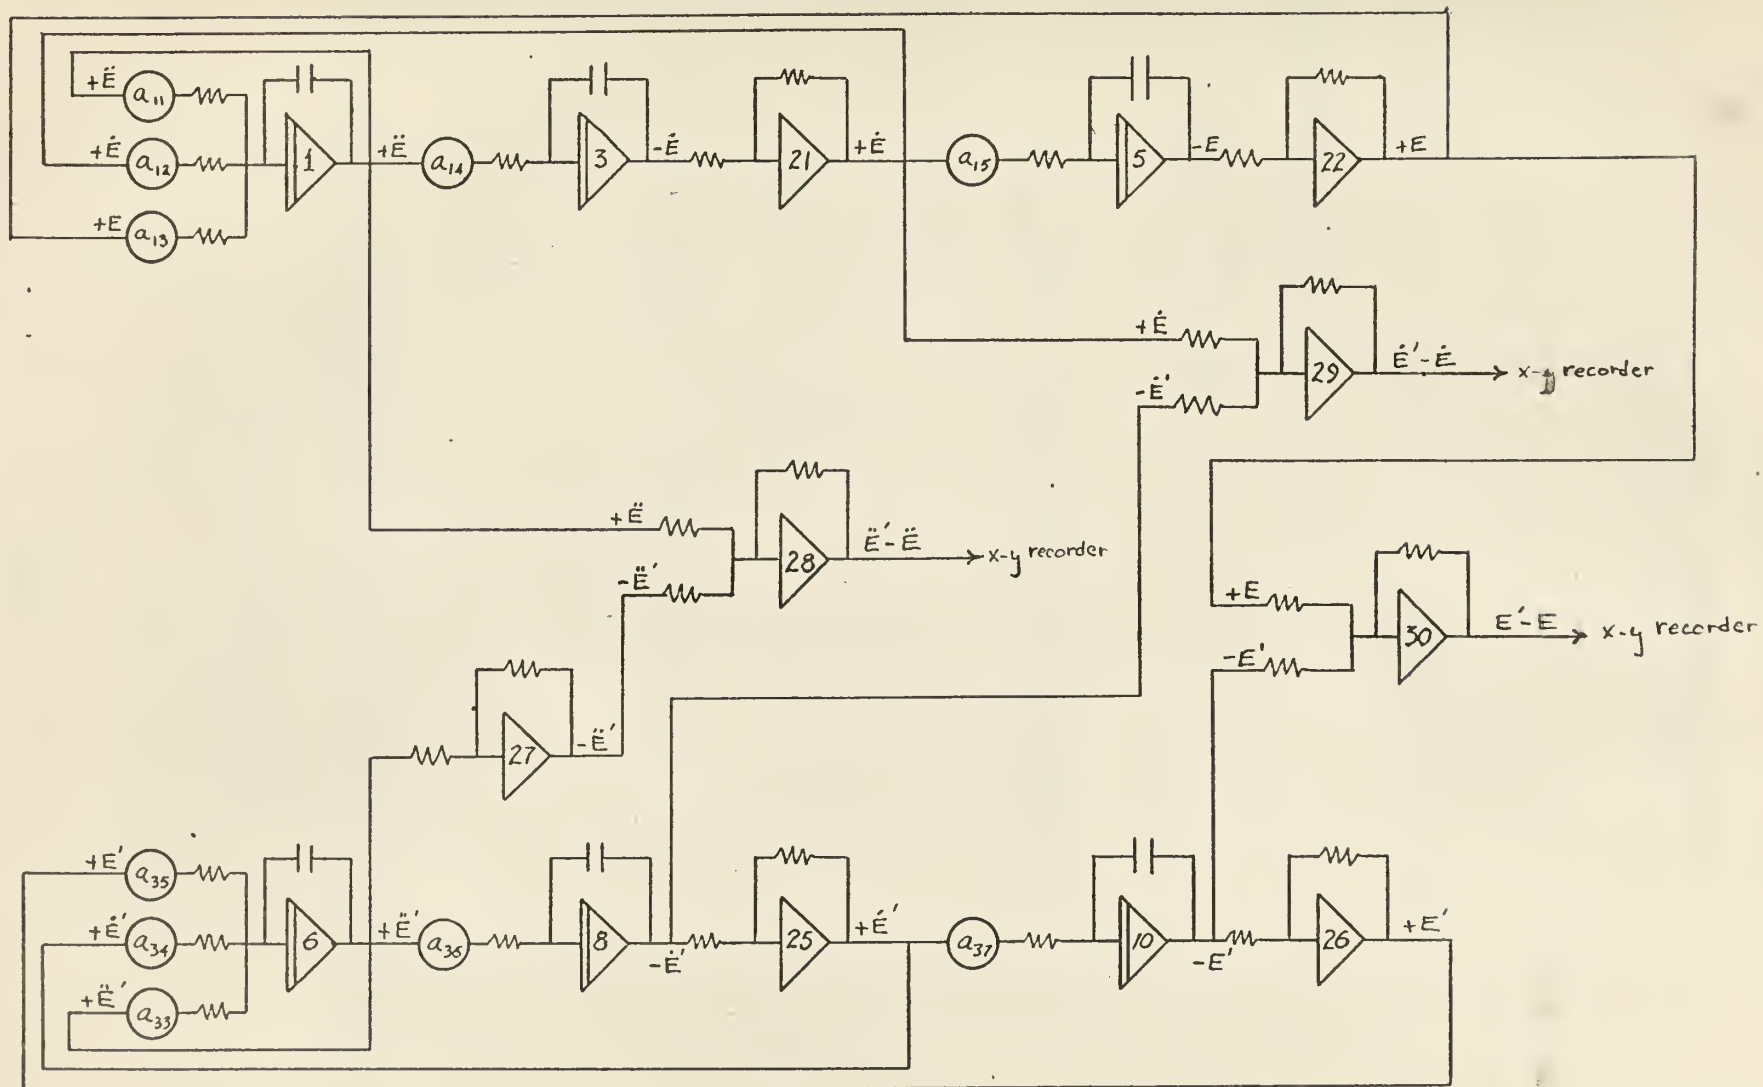 +Ë
a₁₁
+Ė
a₁₂
+E
a₁₃
1
+Ë
a₁₄
3
-Ė
21
+Ė
a₁₅
5
-E
22
+E
+Ė
-Ė'
29
Ė'-Ė
x-y recorder
+Ë
-Ë'
28
Ë'-Ë
x-y recorder
+E
-E'
30
E'-E
x-y recorder
27
-Ë'
+E'
a₃₅
+Ė'
a₃₄
+Ë'
a₃₃
6
+Ë'
a₃₆
8
-Ė'
25
+Ė'
a₃₇
10
-E'
26
+E'